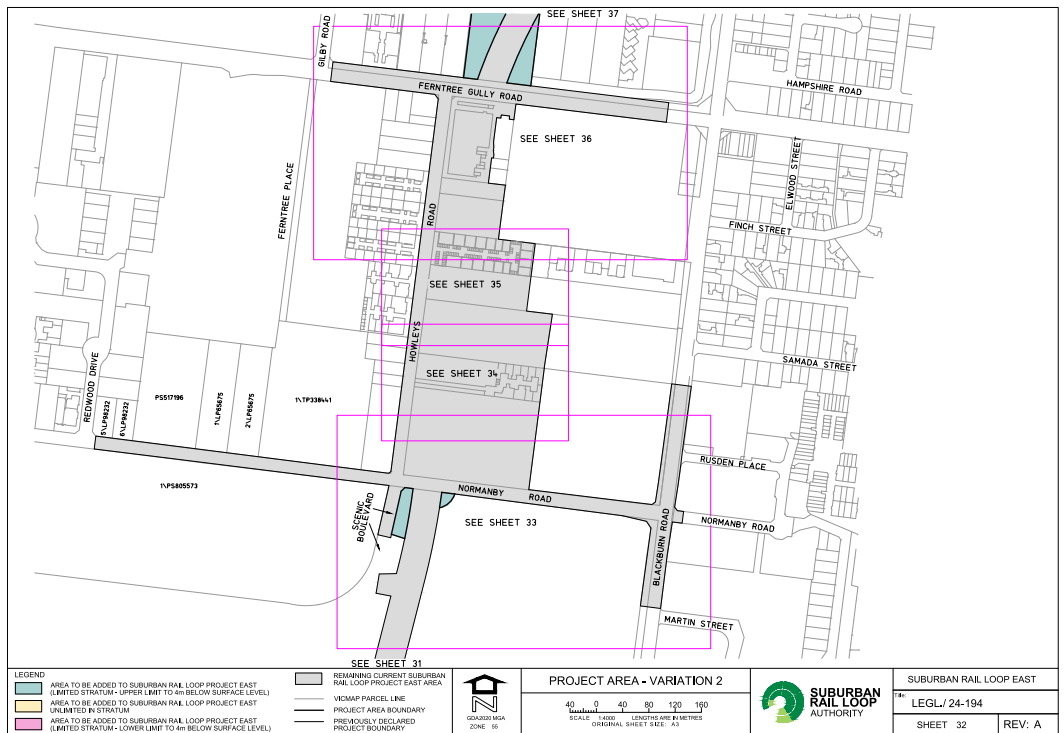 SEE SHEET 37
GILBY ROAD
FERNTREE GULLY ROAD
HAMPSHIRE ROAD
SEE SHEET 36
ELWOOD STREET
FERNTREE PLACE
ROAD
FINCH STREET
SEE SHEET 35
HOWLEYS
SAMADA STREET
SEE SHEET 34
REDWOOD DRIVE
5\LP98232
6\LP98232
PS517196
1\LP65675
2\LP65675
1\TP338441
RUSDEN PLACE
1\PS805573
NORMANBY ROAD
SCENIC
BOULEVARD
SEE SHEET 33
NORMANBY ROAD
BLACKBURN ROAD
MARTIN STREET
SEE SHEET 31
LEGEND
AREA TO BE ADDED TO SUBURBAN RAIL LOOP PROJECT EAST
(LIMITED STRATUM - UPPER LIMIT TO 4m BELOW SURFACE LEVEL)
AREA TO BE ADDED TO SUBURBAN RAIL LOOP PROJECT EAST
UNLIMITED IN STRATUM
AREA TO BE ADDED TO SUBURBAN RAIL LOOP PROJECT EAST
(LIMITED STRATUM - LOWER LIMIT TO 4m BELOW SURFACE LEVEL)
REMAINING CURRENT SUBURBAN
RAIL LOOP PROJECT EAST AREA
VICMAP PARCEL LINE
PROJECT AREA BOUNDARY
PREVIOUSLY DECLARED
PROJECT BOUNDARY
N
GDA2020 MGA
ZONE 55
PROJECT AREA - VARIATION 2
40 0 40 80 120 160
SCALE 1:4000 LENGTHS ARE IN METRES
ORIGINAL SHEET SIZE: A3
SUBURBAN
RAIL LOOP
AUTHORITY
SUBURBAN RAIL LOOP EAST
Title:
LEGL./ 24-194
SHEET 32
REV: A